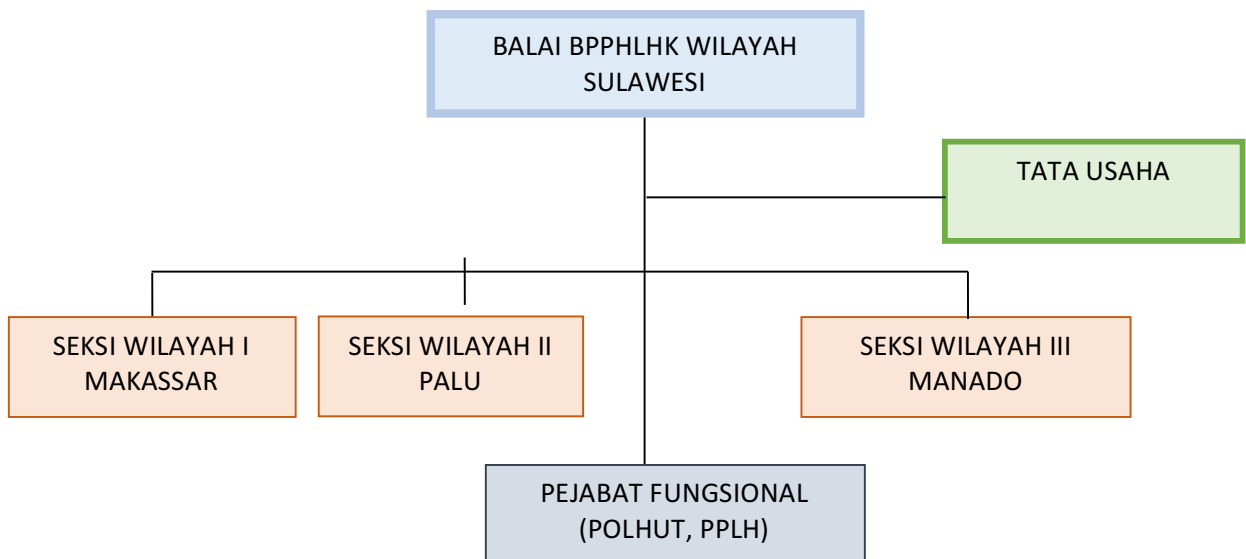 BALAI BPPHLHK WILAYAH
SULAWESI
TATA USAHA
SEKSI WILAYAH I
MAKASSAR
SEKSI WILAYAH II
PALU
SEKSI WILAYAH III
MANADO
PEJABAT FUNGSIONAL
(POLHUT, PPLH)